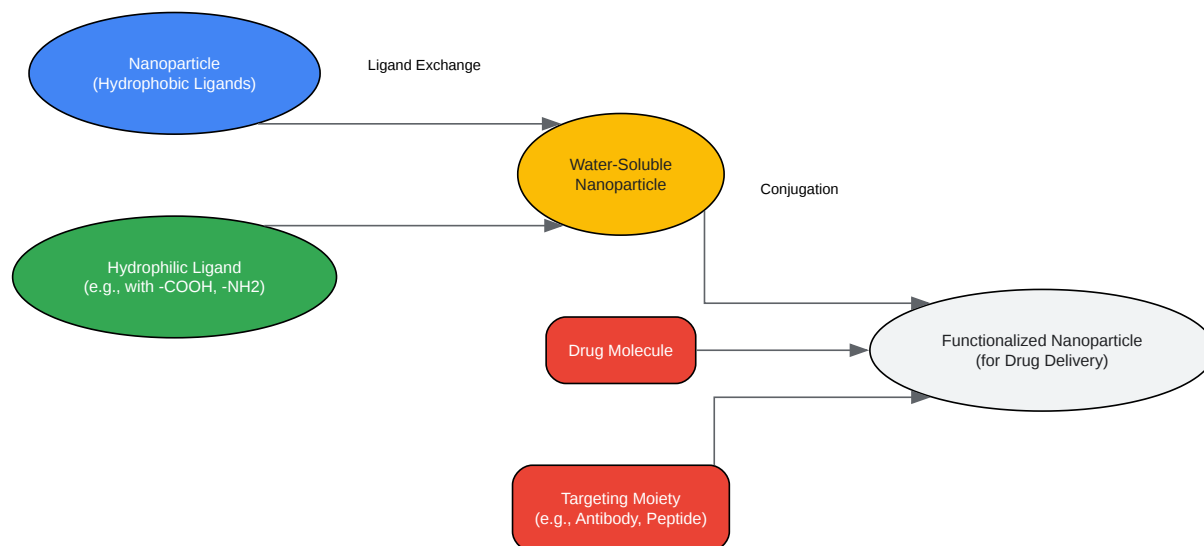 Nanoparticle
(Hydrophobic Ligands)
Ligand Exchange
Water-Soluble
Nanoparticle
Conjugation
Hydrophilic Ligand
(e.g., with -COOH, -NH2)
Drug Molecule
Functionalized Nanoparticle
(for Drug Delivery)
Targeting Moiety
(e.g., Antibody, Peptide)